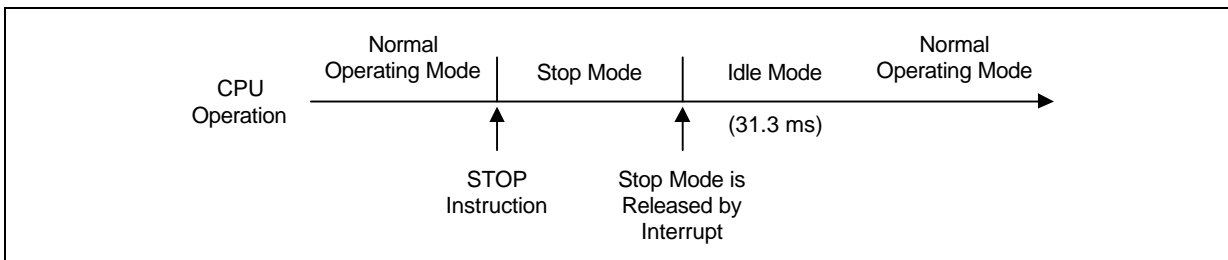 Normal
Operating Mode
Stop Mode
Idle Mode
Normal
Operating Mode
CPU
Operation
(31.3 ms)
STOP
Instruction
Stop Mode is
Released by
Interrupt